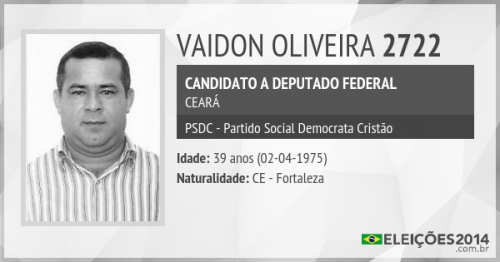 VAIDON OLIVEIRA 2722
CANDIDATO A DEPUTADO FEDERAL
CEARÁ
PSDC - Partido Social Democrata Cristão
Idade: 39 anos (02-04-1975)
Naturalidade: CE - Fortaleza
ELEIÇÕES2014
.com.br